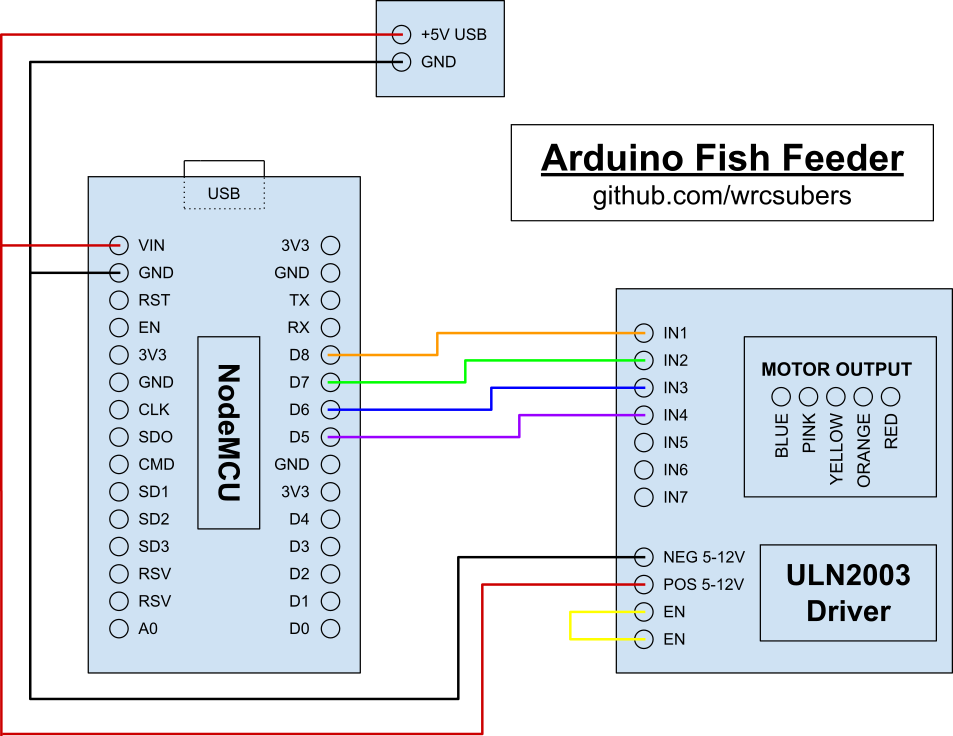 +5V USB
GND
Arduino Fish Feeder
github.com/wrcsubers
USB
VIN
GND
RST
EN
3V3
GND
CLK
SDO
CMD
SD1
SD2
SD3
RSV
RSV
A0
NodeMCU
3V3
GND
TX
RX
D8
D7
D6
D5
GND
3V3
D4
D3
D2
D1
D0
IN1
IN2
IN3
IN4
IN5
IN6
IN7
NEG 5-12V
POS 5-12V
EN
EN
MOTOR OUTPUT
BLUE
PINK
YELLOW
ORANGE
RED
ULN2003
Driver